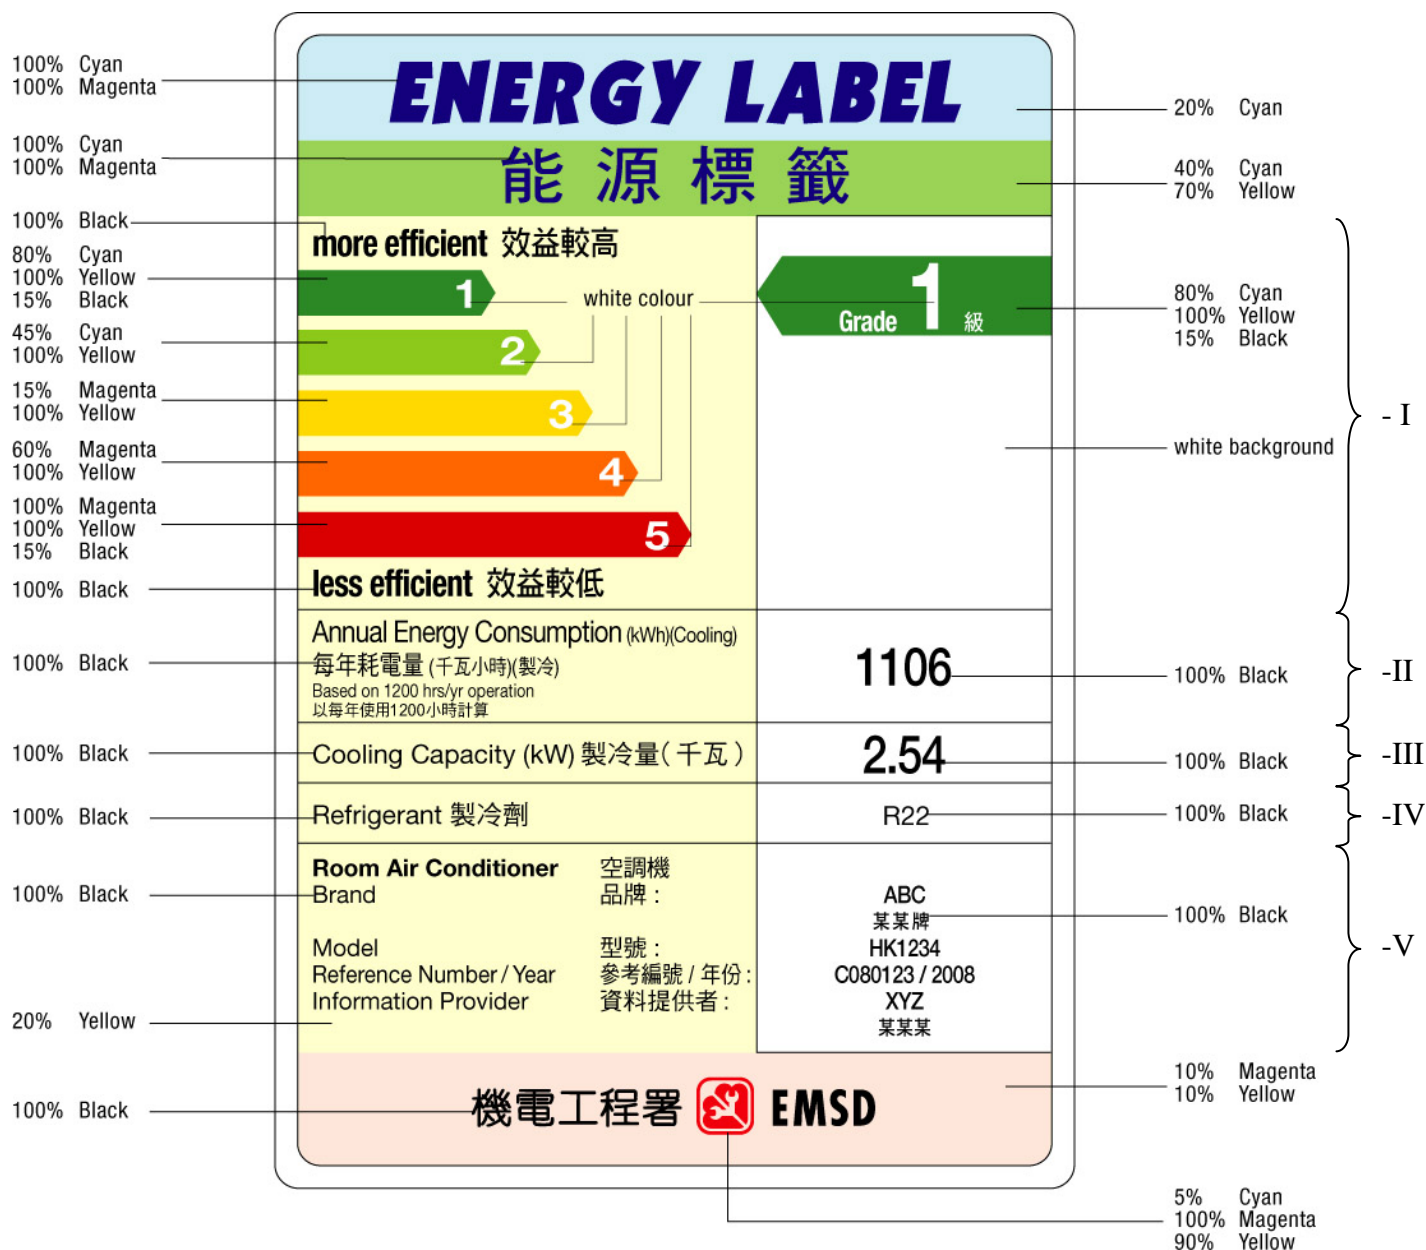 100% Cyan
100% Magenta
ENERGY LABEL
20% Cyan
100% Cyan
100% Magenta
能源標籤
40% Cyan
70% Yellow
100% Black
more efficient 效益較高
80% Cyan
100% Yellow
15% Black
1
white colour
Grade 1 級
80% Cyan
100% Yellow
15% Black
45% Cyan
100% Yellow
2
15% Magenta
100% Yellow
3
- I
60% Magenta
100% Yellow
4
white background
100% Magenta
100% Yellow
15% Black
5
100% Black
less efficient 效益較低
Annual Energy Consumption (kWh)(Cooling)
每年耗電量 (千瓦小時)(製冷)
Based on 1200 hrs/yr operation
以每年使用1200小時計算
100% Black
1106
100% Black
-II
100% Black
Cooling Capacity (kW) 製冷量(千瓦)
2.54
100% Black
-III
100% Black
Refrigerant 製冷劑
R22
100% Black
-IV
Room Air Conditioner 空調機
100% Black
Brand 品牌:
ABC
某某牌
100% Black
Model 型號:
HK1234
-V
Reference Number / Year 參考編號 / 年份:
C080123 / 2008
Information Provider 資料提供者:
XYZ
某某某
20% Yellow
10% Magenta
10% Yellow
100% Black
機電工程署 EMSD
5% Cyan
100% Magenta
90% Yellow